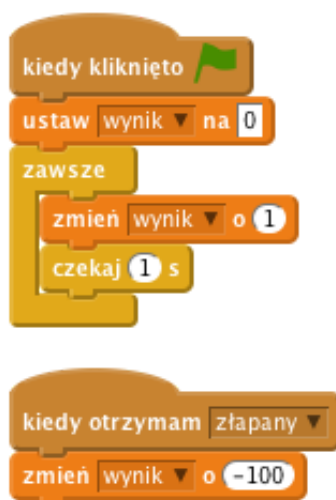 kiedy kliknięto
ustaw wynik na 0
zawsze
zmień wynik o 1
czekaj 1 s
kiedy otrzymam złapany
zmień wynik o -100